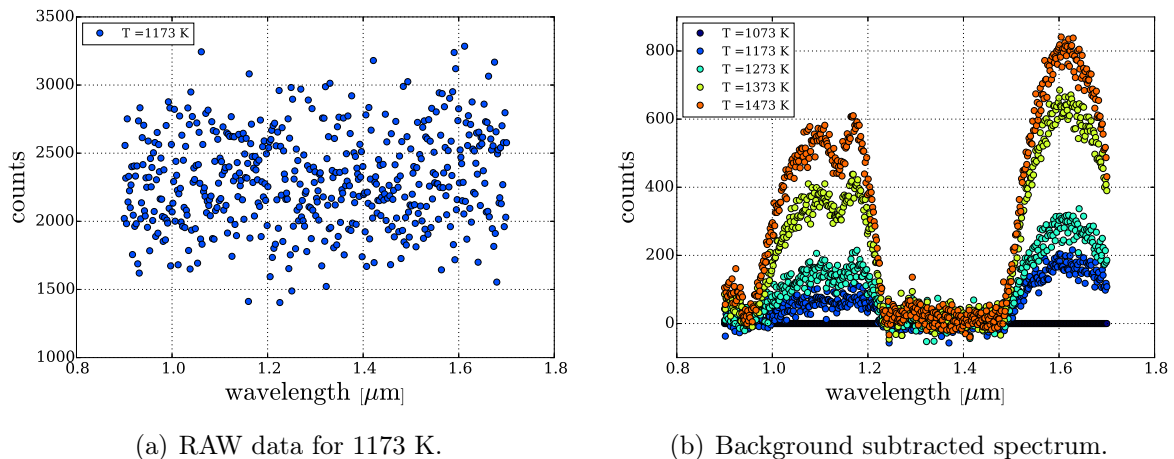 3500
3000
2500
2000
1500
1000
counts
T =1173 K
0.8 1.0 1.2 1.4 1.6 1.8
wavelength [μm]
(a) RAW data for 1173 K.
800
600
400
200
0
counts
T =1073 K
T =1173 K
T =1273 K
T =1373 K
T =1473 K
0.8 1.0 1.2 1.4 1.6 1.8
wavelength [μm]
(b) Background subtracted spectrum.